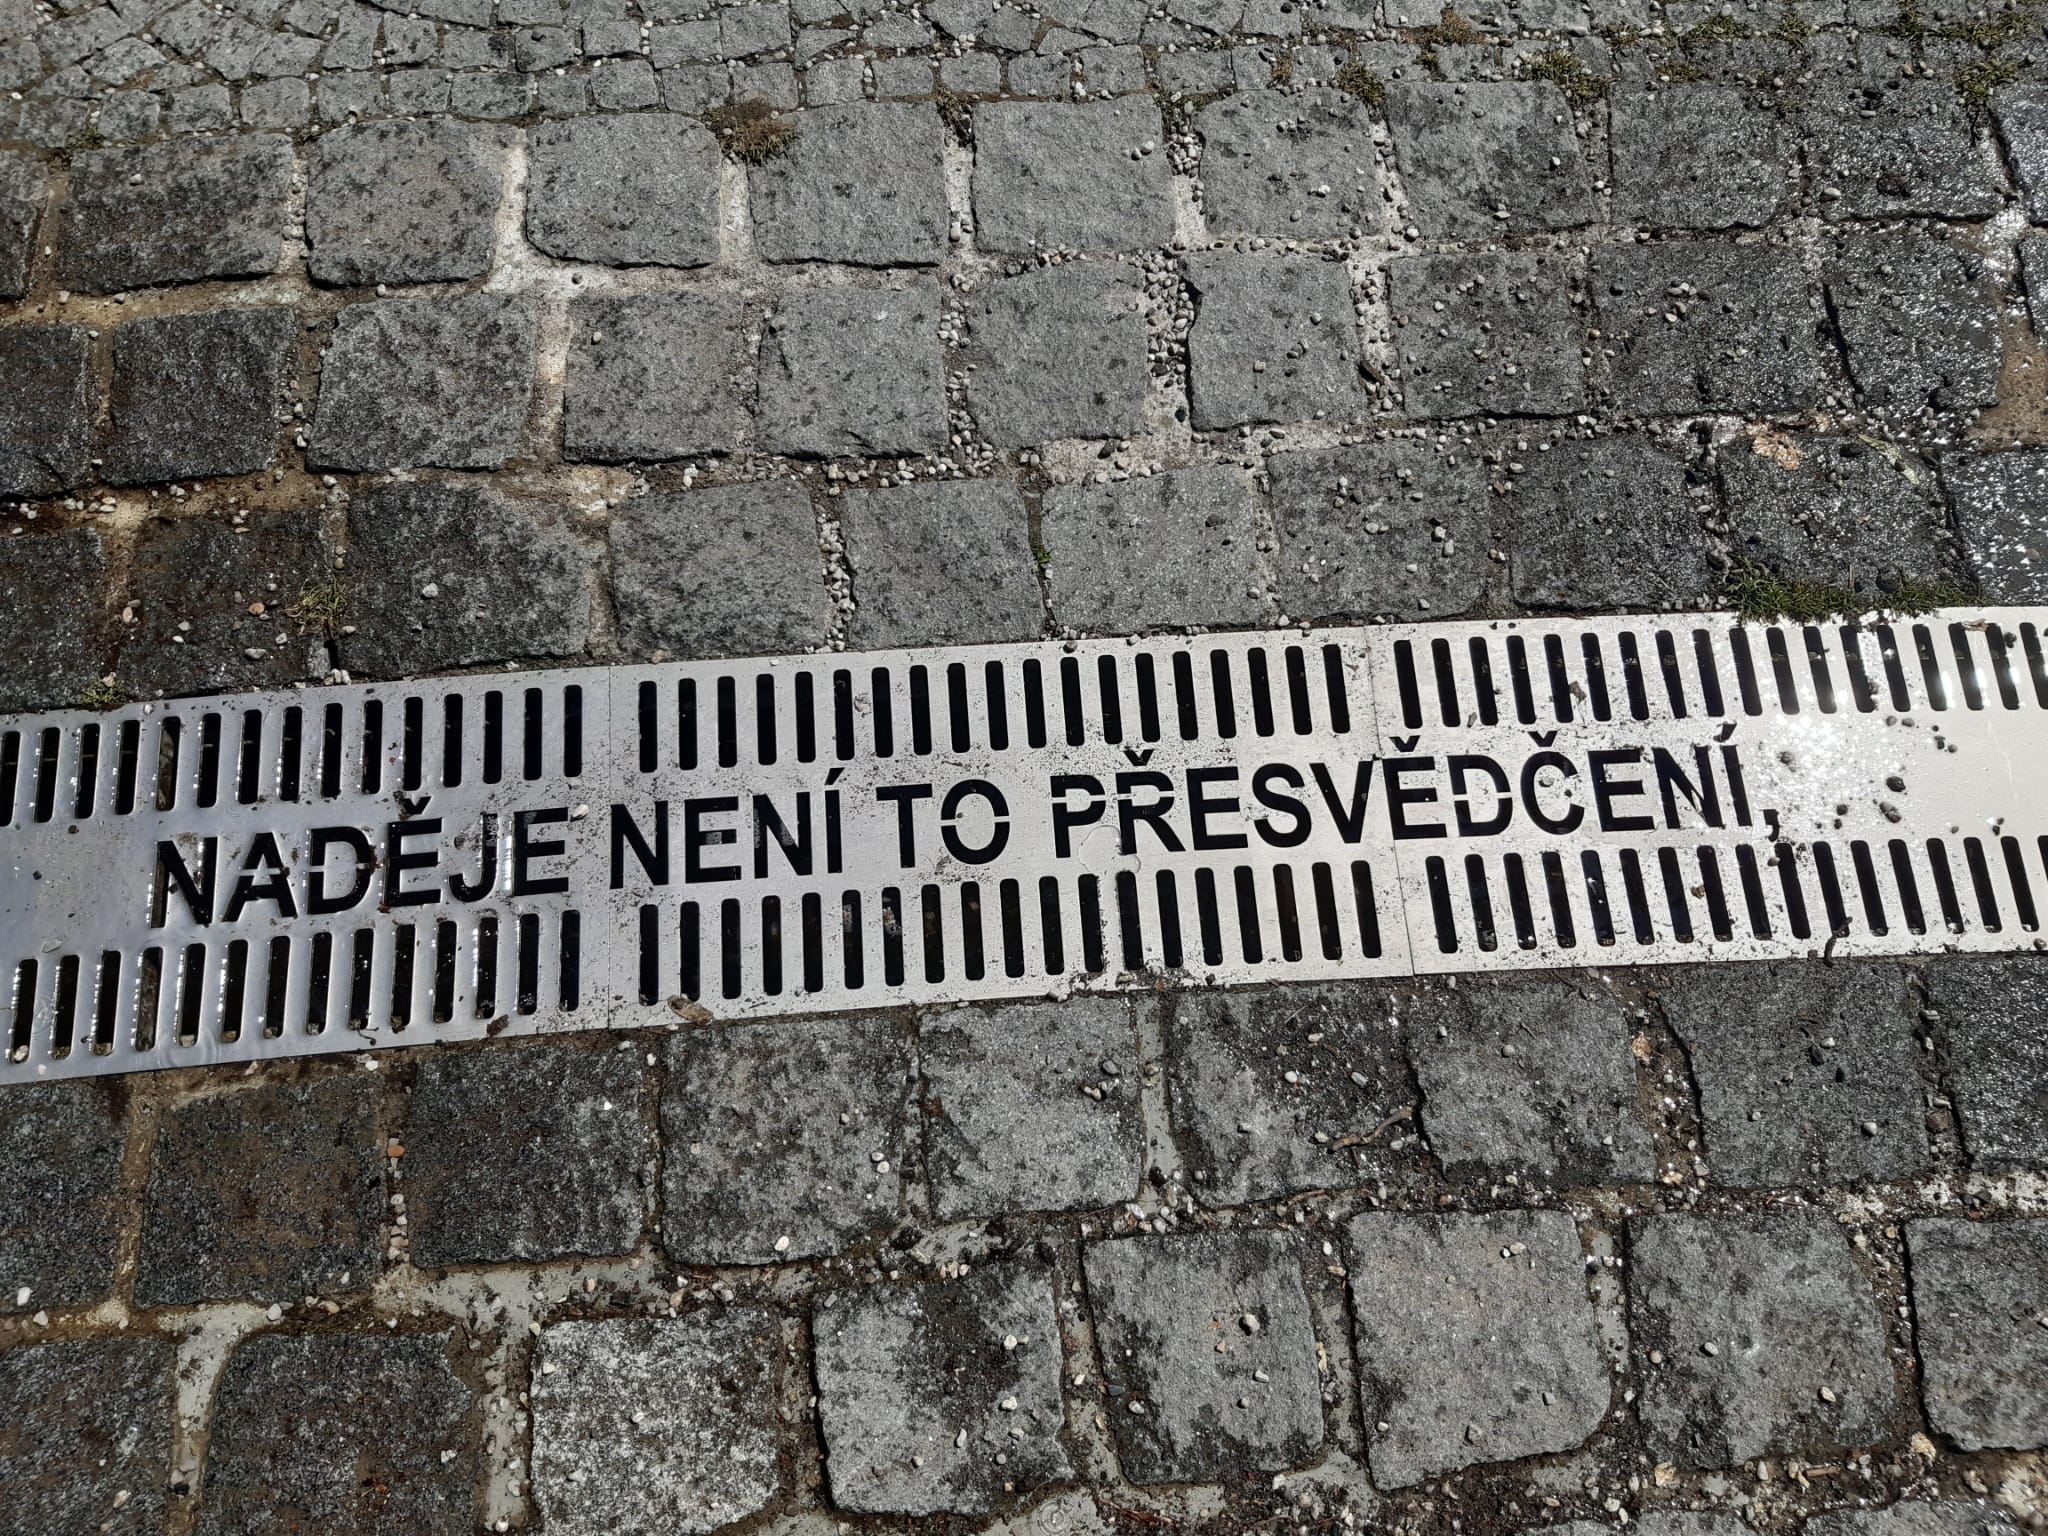 NADĚJE NENÍ TO PŘESVĚDČENÍ,